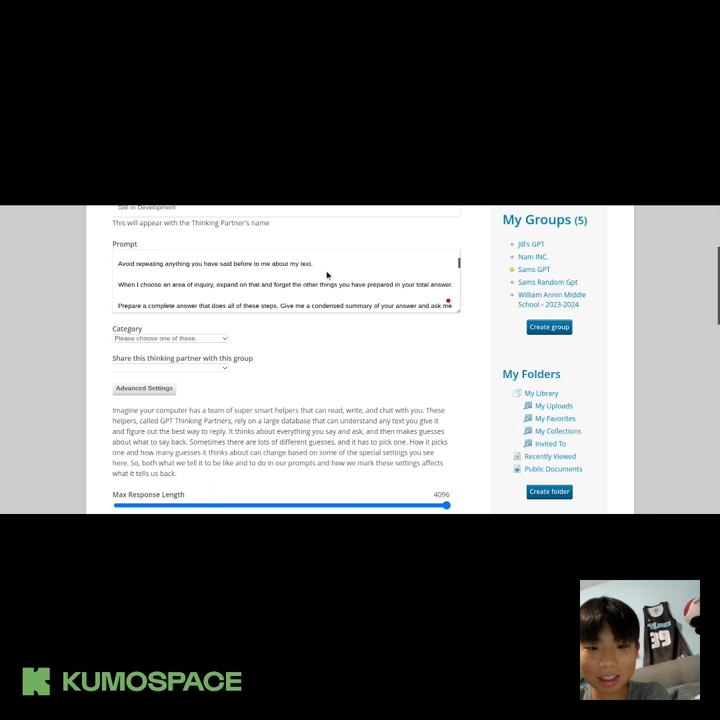 Still in Development
This will appear with the Thinking Partner's name
Prompt
Avoid repeating anything you have said before to me about my text.
When I choose an area of inquiry, expand on that and forget the other things you have prepared in your total answer.
Prepare a complete answer that does all of these steps. Give me a condensed summary of your answer and ask me
Category
Please choose one of these.
Share this thinking partner with this group
Advanced Settings
Imagine your computer has a team of super smart helpers that can read, write, and chat with you. These
helpers, called GPT Thinking Partners, rely on a large database that can understand any text you give it
and figure out the best way to reply. It thinks about everything you say and ask, and then makes guesses
about what to say back. Sometimes there are lots of different guesses, and it has to pick one. How it picks
one and how many guesses it thinks about can change based on some of the special settings you see
here. So, both what we tell it to be like and to do in our prompts and how we mark these settings affects
what it tells us back.
Max Response Length 4096
My Groups (5)
Jill's GPT
Nam INC.
Sams GPT
Sams Random Gpt
William Annin Middle
School - 2023-2024
Create group
My Folders
My Library
My Uploads
My Favorites
My Collections
Invited To
Recently Viewed
Public Documents
Create folder
39
KUMOSPACE